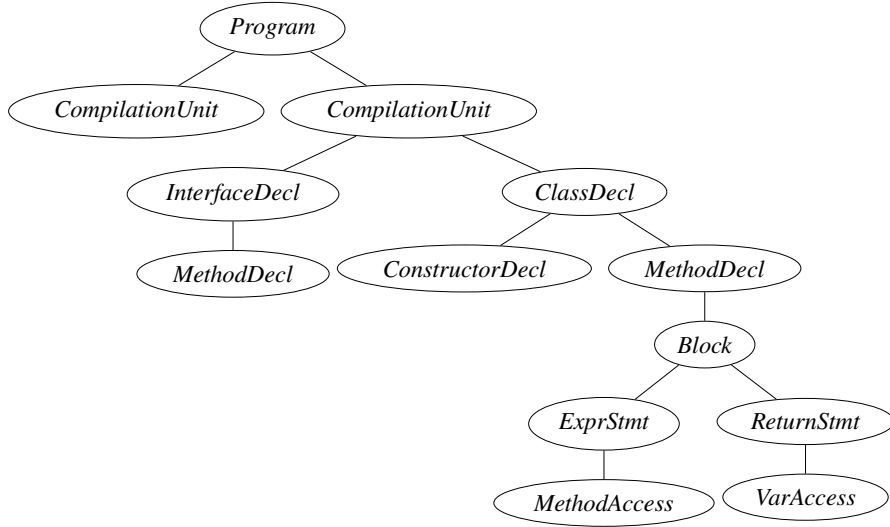 Program
CompilationUnit CompilationUnit
InterfaceDecl ClassDecl
MethodDecl ConstructorDecl MethodDecl
Block
ExprStmt ReturnStmt
MethodAccess VarAccess